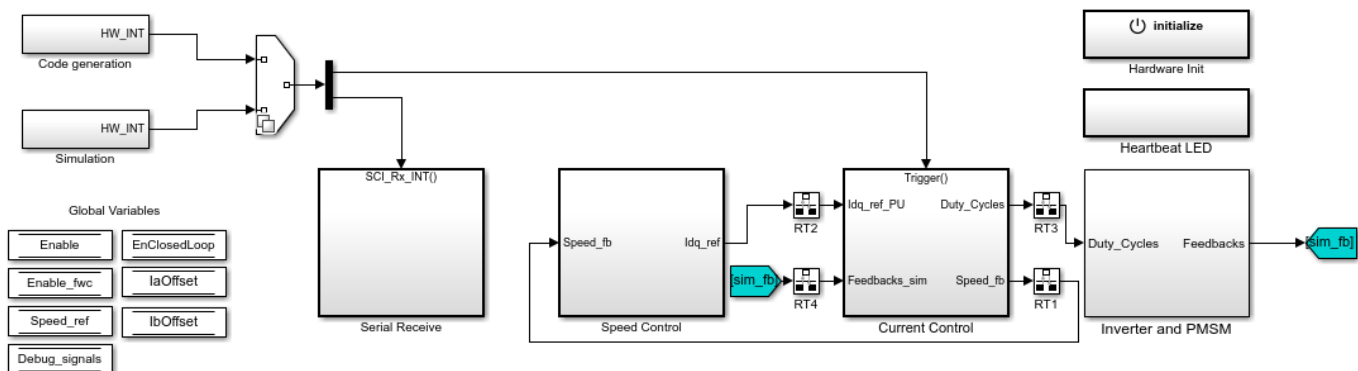 HW_INT
Code generation
HW_INT
Simulation
initialize
Hardware Init
Heartbeat LED
SCI_Rx_INT()
Serial Receive
Speed_fb
Idq_ref
Speed Control
RT2
[sim_fb]
RT4
Trigger()
Idq_ref_PU
Duty_Cycles
Feedbacks_sim
Speed_fb
Current Control
RT3
RT1
Duty_Cycles
Feedbacks
Inverter and PMSM
[sim_fb]
Global Variables
Enable
EnClosedLoop
Enable_fwc
IaOffset
Speed_ref
IbOffset
Debug_signals